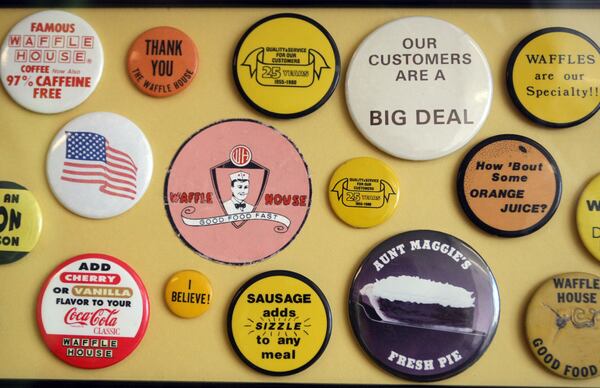 FAMOUS
WAFFLE
HOUSE
COFFEE Now Also
97% CAFFEINE
FREE
THANK
YOU
THE WAFFLE HOUSE
QUALITY & SERVICE
FOR OUR CUSTOMERS
25 YEARS
1955-1980
OUR
CUSTOMERS
ARE A
BIG DEAL
WAFFLES
are our
Specialty!!
WAFFLE HOUSE
GOOD FOOD FAST
QUALITY & SERVICE
FOR OUR CUSTOMERS
25 YEARS
1955-1980
How 'Bout
Some
ORANGE
JUICE?
AN
ON
SON
ADD
CHERRY
OR VANILLA
FLAVOR TO YOUR
Coca-Cola
CLASSIC
WAFFLE
HOUSE
I
BELIEVE!
SAUSAGE
adds
SIZZLE
to any
meal
AUNT MAGGIE'S
FRESH PIE
WAFFLE
HOUSE
GOOD FOOD